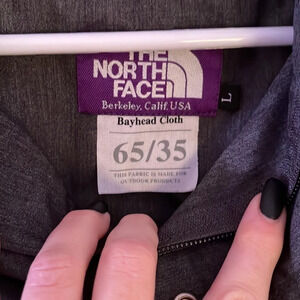 THE
NORTH
FACE
Berkeley, Calif. USA
L
Bayhead Cloth
65/35
THIS FABRIC IS MADE FOR
OUTDOOR PRODUCTS